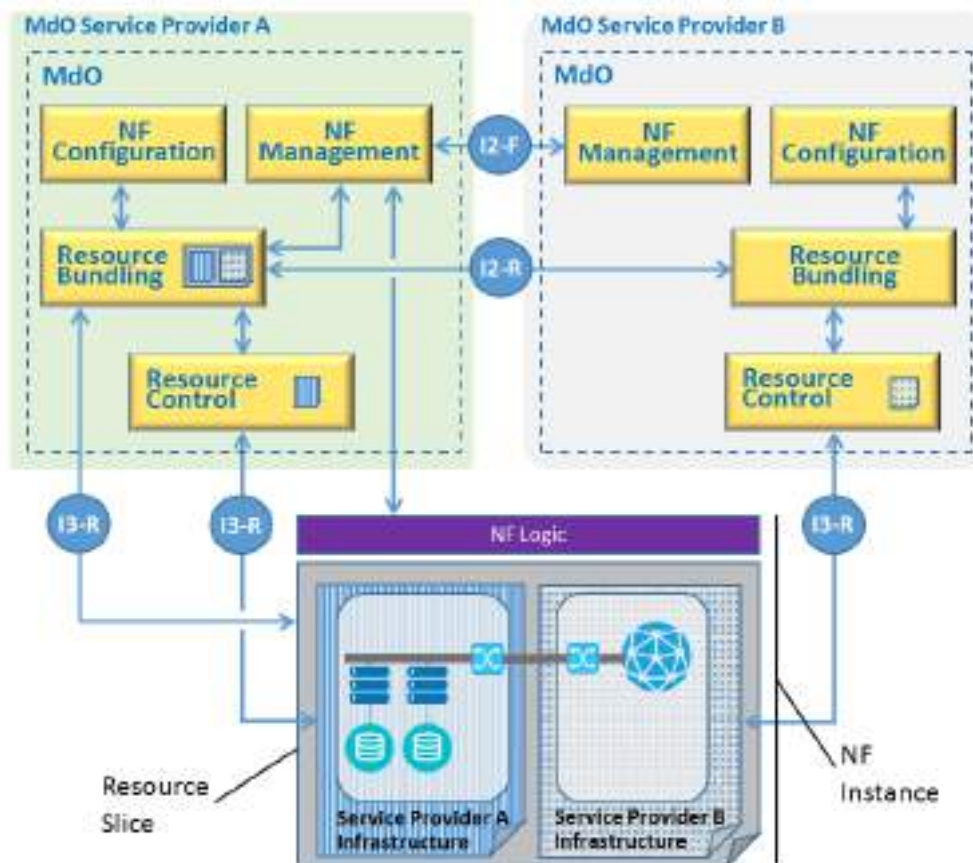 MdO Service Provider A
MdO Service Provider B
MdO
MdO
NF
Configuration
NF
Management
I2-F
NF
Management
NF
Configuration
Resource
Bundling
I2-R
Resource
Bundling
Resource
Control
Resource
Control
I3-R
I3-R
I3-R
NF Logic
Resource
Slice
NF
Instance
Service Provider A
Infrastructure
Service Provider B
Infrastructure